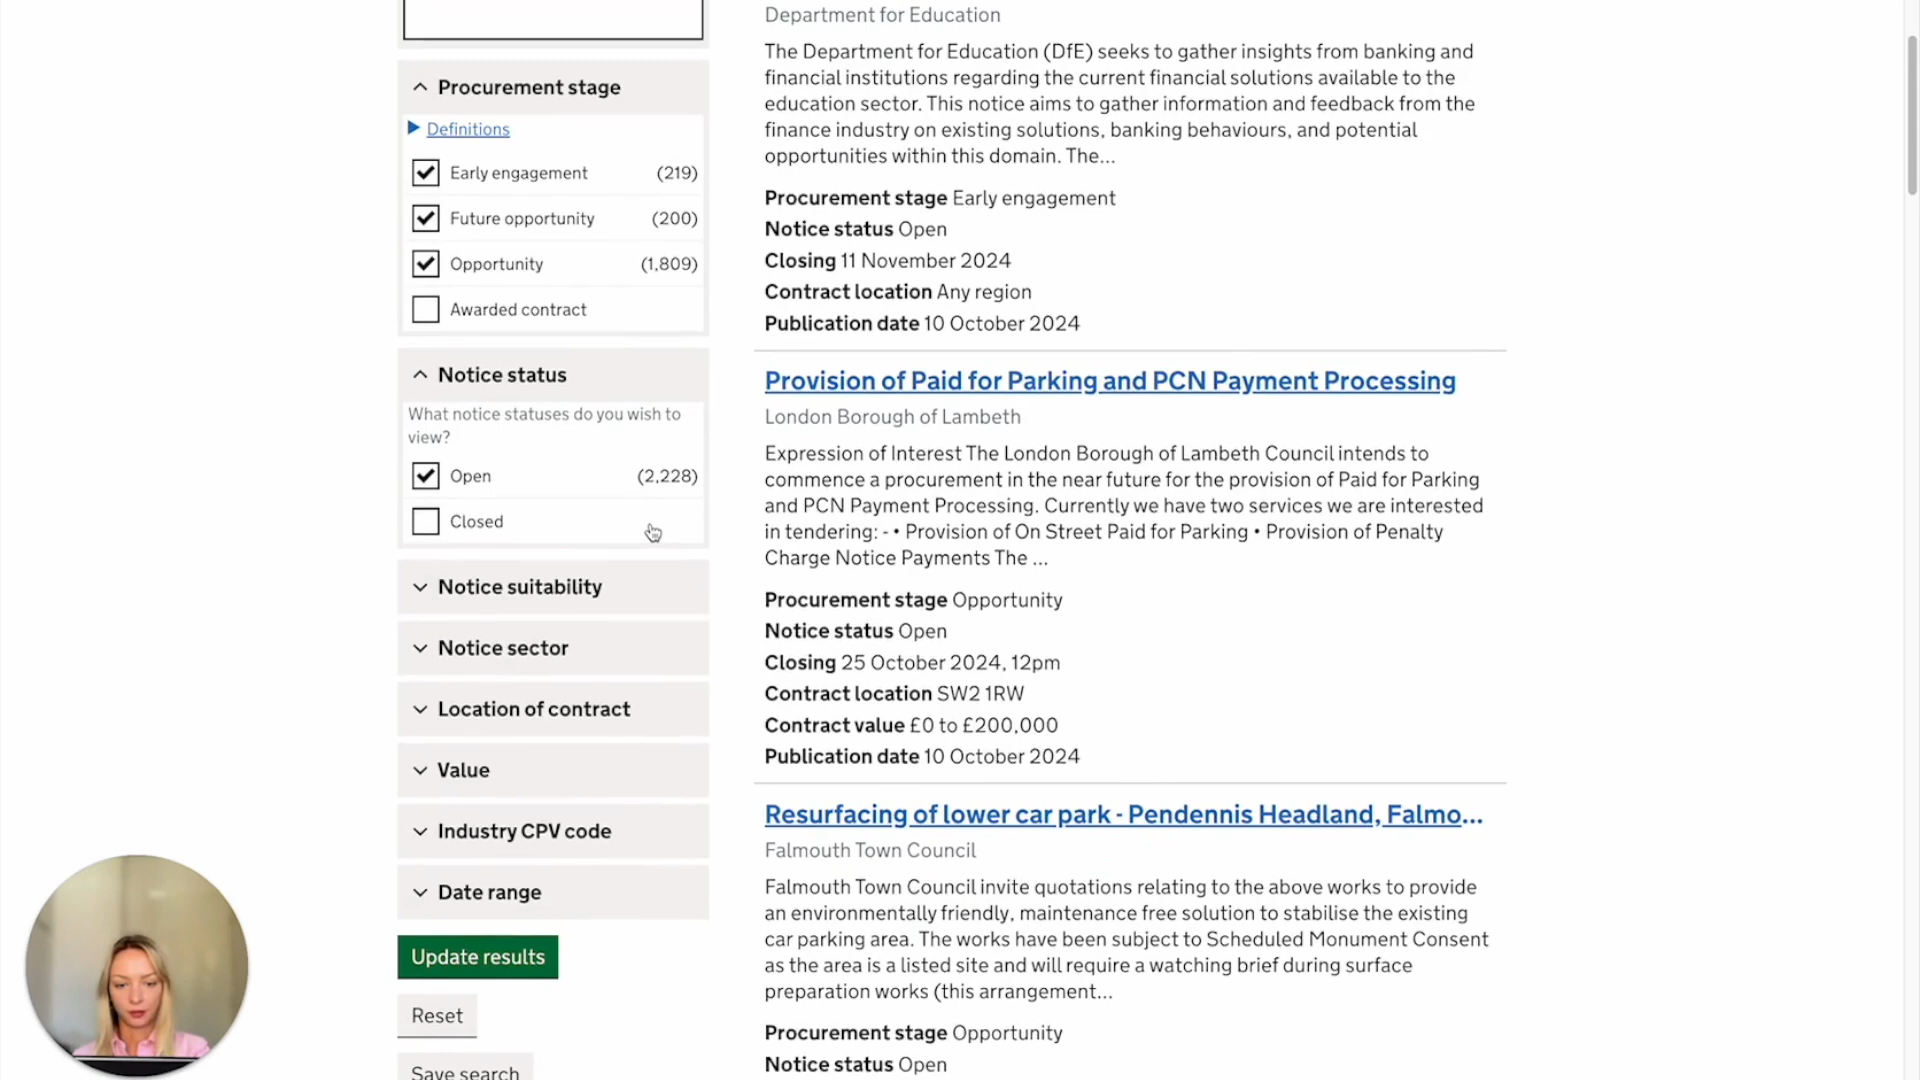 Procurement stage
Definitions
Early engagement (219)
Future opportunity (200)
Opportunity (1,809)
Awarded contract
Notice status
What notice statuses do you wish to
view?
Open (2,228)
Closed
Notice suitability
Notice sector
Location of contract
Value
Industry CPV code
Date range
Update results
Reset
Save search
Department for Education
The Department for Education (DfE) seeks to gather insights from banking and
financial institutions regarding the current financial solutions available to the
education sector. This notice aims to gather information and feedback from the
finance industry on existing solutions, banking behaviours, and potential
opportunities within this domain. The...
Procurement stage Early engagement
Notice status Open
Closing 11 November 2024
Contract location Any region
Publication date 10 October 2024
Provision of Paid for Parking and PCN Payment Processing
London Borough of Lambeth
Expression of Interest The London Borough of Lambeth Council intends to
commence a procurement in the near future for the provision of Paid for Parking
and PCN Payment Processing. Currently we have two services we are interested
in tendering: - • Provision of On Street Paid for Parking • Provision of Penalty
Charge Notice Payments The ...
Procurement stage Opportunity
Notice status Open
Closing 25 October 2024, 12pm
Contract location SW2 1RW
Contract value £0 to £200,000
Publication date 10 October 2024
Resurfacing of lower car park - Pendennis Headland, Falmo...
Falmouth Town Council
Falmouth Town Council invite quotations relating to the above works to provide
an environmentally friendly, maintenance free solution to stabilise the existing
car parking area. The works have been subject to Scheduled Monument Consent
as the area is a listed site and will require a watching brief during surface
preparation works (this arrangement...
Procurement stage Opportunity
Notice status Open